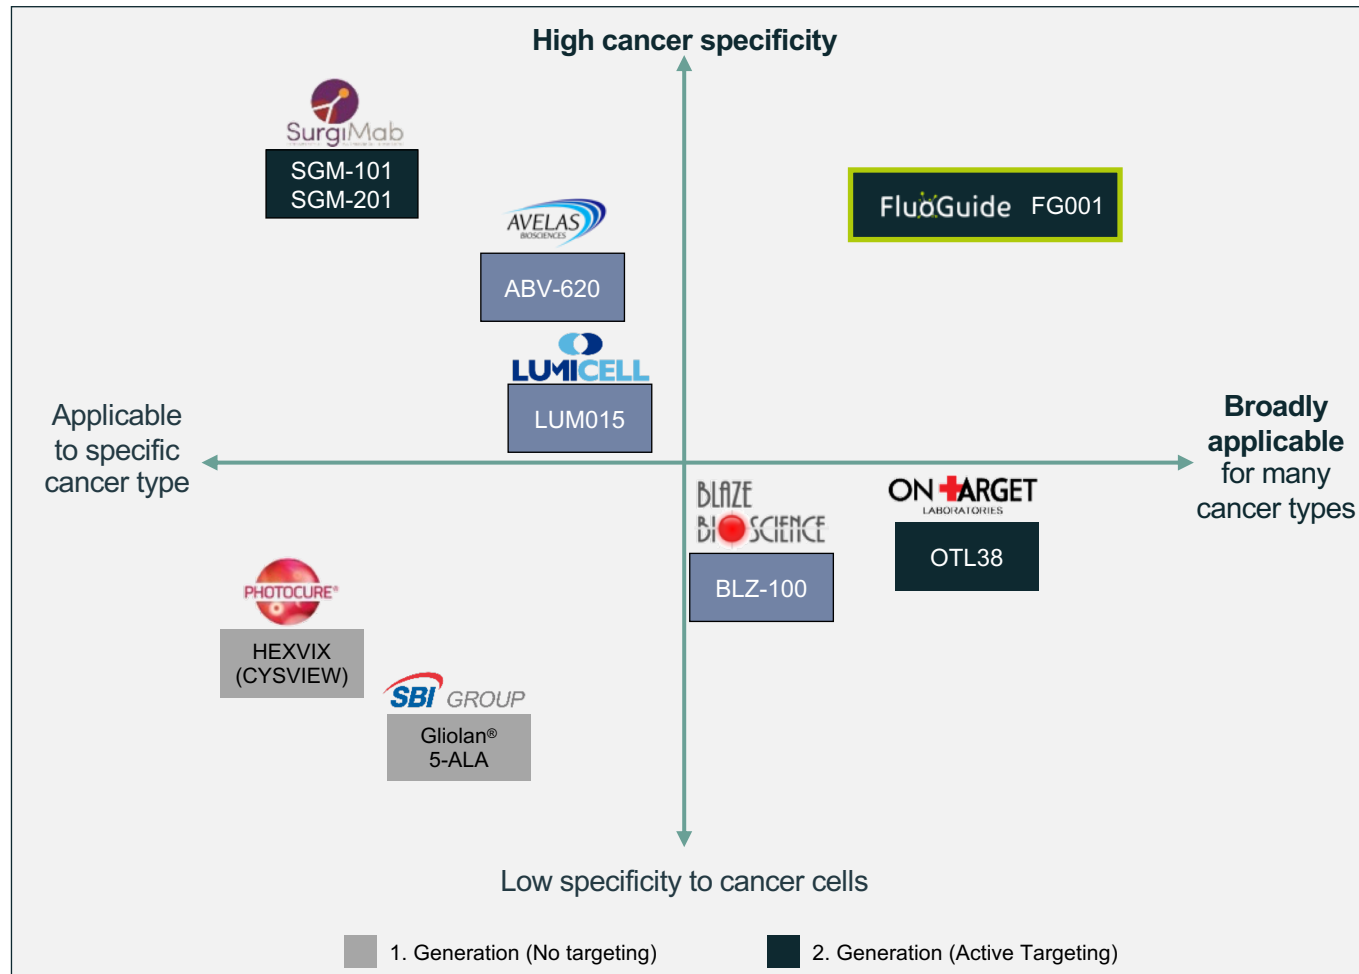 High cancer specificity
SurgiMab
SGM-101
SGM-201
AVELAS
BIOSCIENCES
ABV-620
FluoGuide FG001
LUMICELL
LUM015
Applicable
to specific
cancer type
Broadly
applicable
for many
cancer types
BLAZE
BIOSCIENCE
BLZ-100
ON TARGET
LABORATORIES
OTL38
PHOTOCURE®
HEXVIX
(CYSVIEW)
SBI GROUP
Gliolan®
5-ALA
Low specificity to cancer cells
1. Generation (No targeting)
2. Generation (Active Targeting)